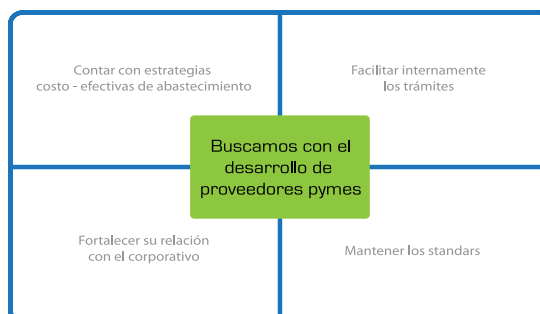 Contar con estrategias
costo - efectivas de abastecimiento
Facilitar internamente
los trámites
Buscamos con el
desarrollo de
proveedores pymes
Fortalecer su relación
con el corporativo
Mantener los standars